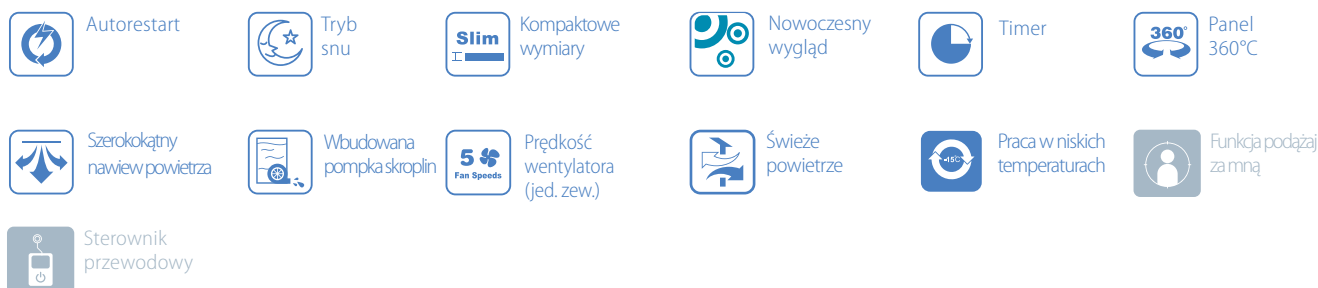 Autorestart
Tryb
snu
Slim
Kompaktowe
wymiary
Nowoczesny
wygląd
Timer
360°
Panel
360°C
Szerokokątny
nawiew powietrza
Wbudowana
pompka skroplin
5
Fan Speeds
Prędkość
wentylatora
(jed. zew.)
Świeże
powietrze
-15°C
Praca w niskich
temperaturach
Funkcja podążaj
za mną
Sterownik
przewodowy